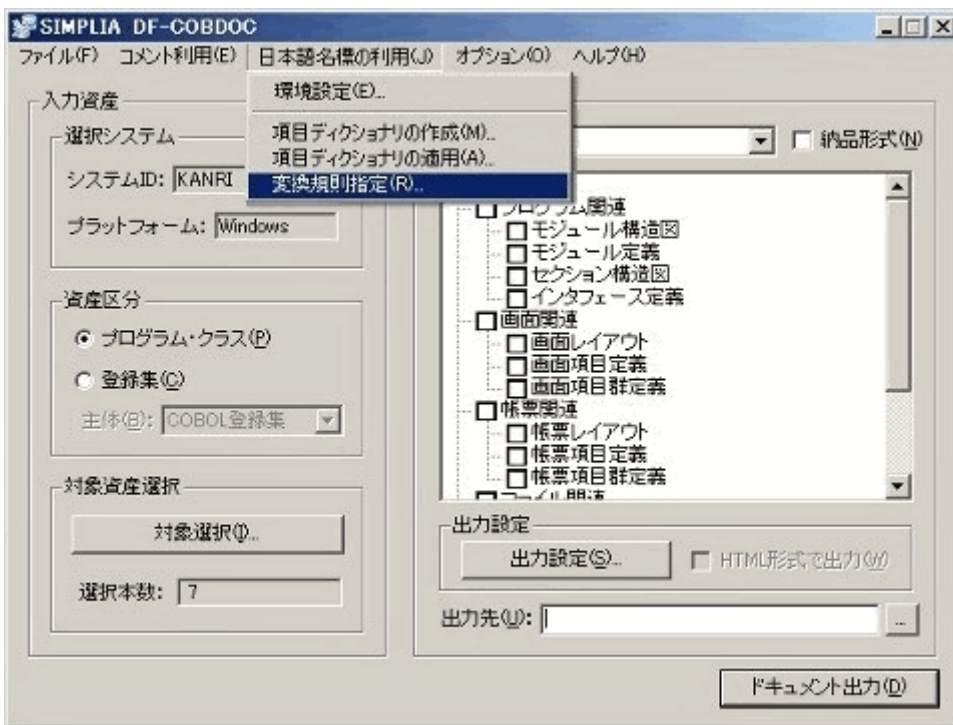 SIMPLIA DF-COBDOC
ファイル(F) コメント利用(E) 日本語名標の利用(J) オプション(O) ヘルプ(H)
環境設定(E)...
項目ディクショナリの作成(M)...
項目ディクショナリの適用(A)...
変換規則指定(R)...
入力資産
選択システム
システムID: KANRI
プラットフォーム: Windows
資産区分
プログラム・クラス(P)
登録集(C)
主体(B): COBOL登録集
対象資産選択
対象選択(I)...
選択本数: 7
納品形式(N)
プログラム関連
モジュール構造図
モジュール定義
セクション構造図
インタフェース定義
画面関連
画面レイアウト
画面項目定義
画面項目群定義
帳票関連
帳票レイアウト
帳票項目定義
帳票項目群定義
ファイル関連
出力設定
出力設定(S)...
HTML形式で出力(W)
出力先(U):
...
ドキュメント出力(D)